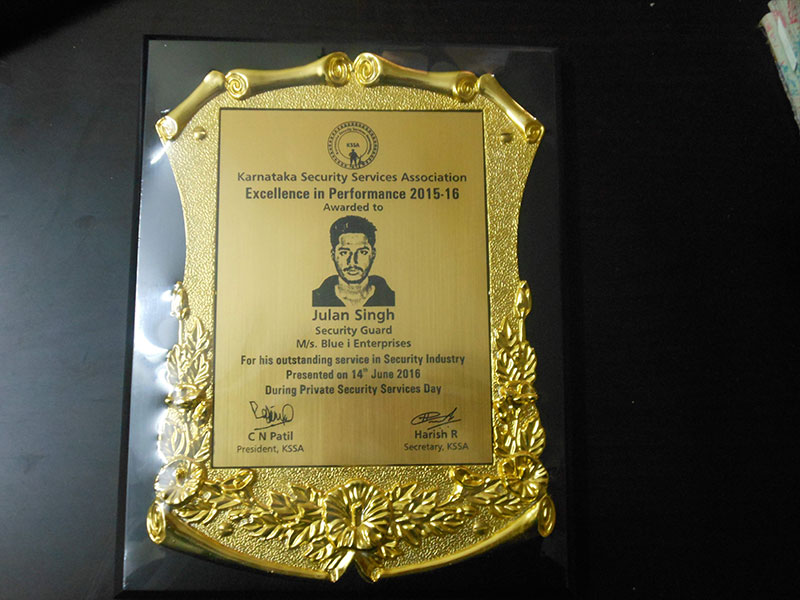 KSSA
Karnataka Security Services Association
Excellence in Performance 2015-16
Awarded to
Julan Singh
Security Guard
M/s. Blue i Enterprises
For his outstanding service in Security Industry
Presented on 14th June 2016
During Private Security Services Day
C N Patil
President, KSSA
Harish R
Secretary, KSSA